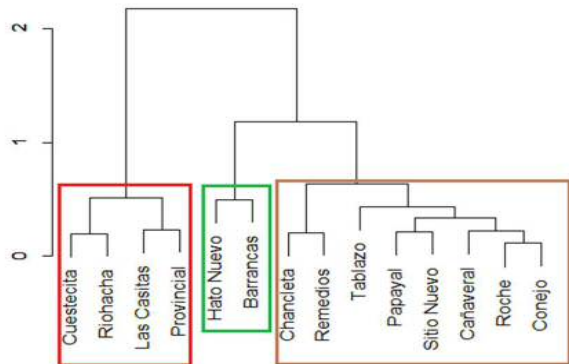 2
1
0
Cuestecita
Riohacha
Las Casitas
Provincial
Hato Nuevo
Barrancas
Chancleta
Remedios
Tablazo
Papayal
Sitio Nuevo
Cañaveral
Roche
Conejo